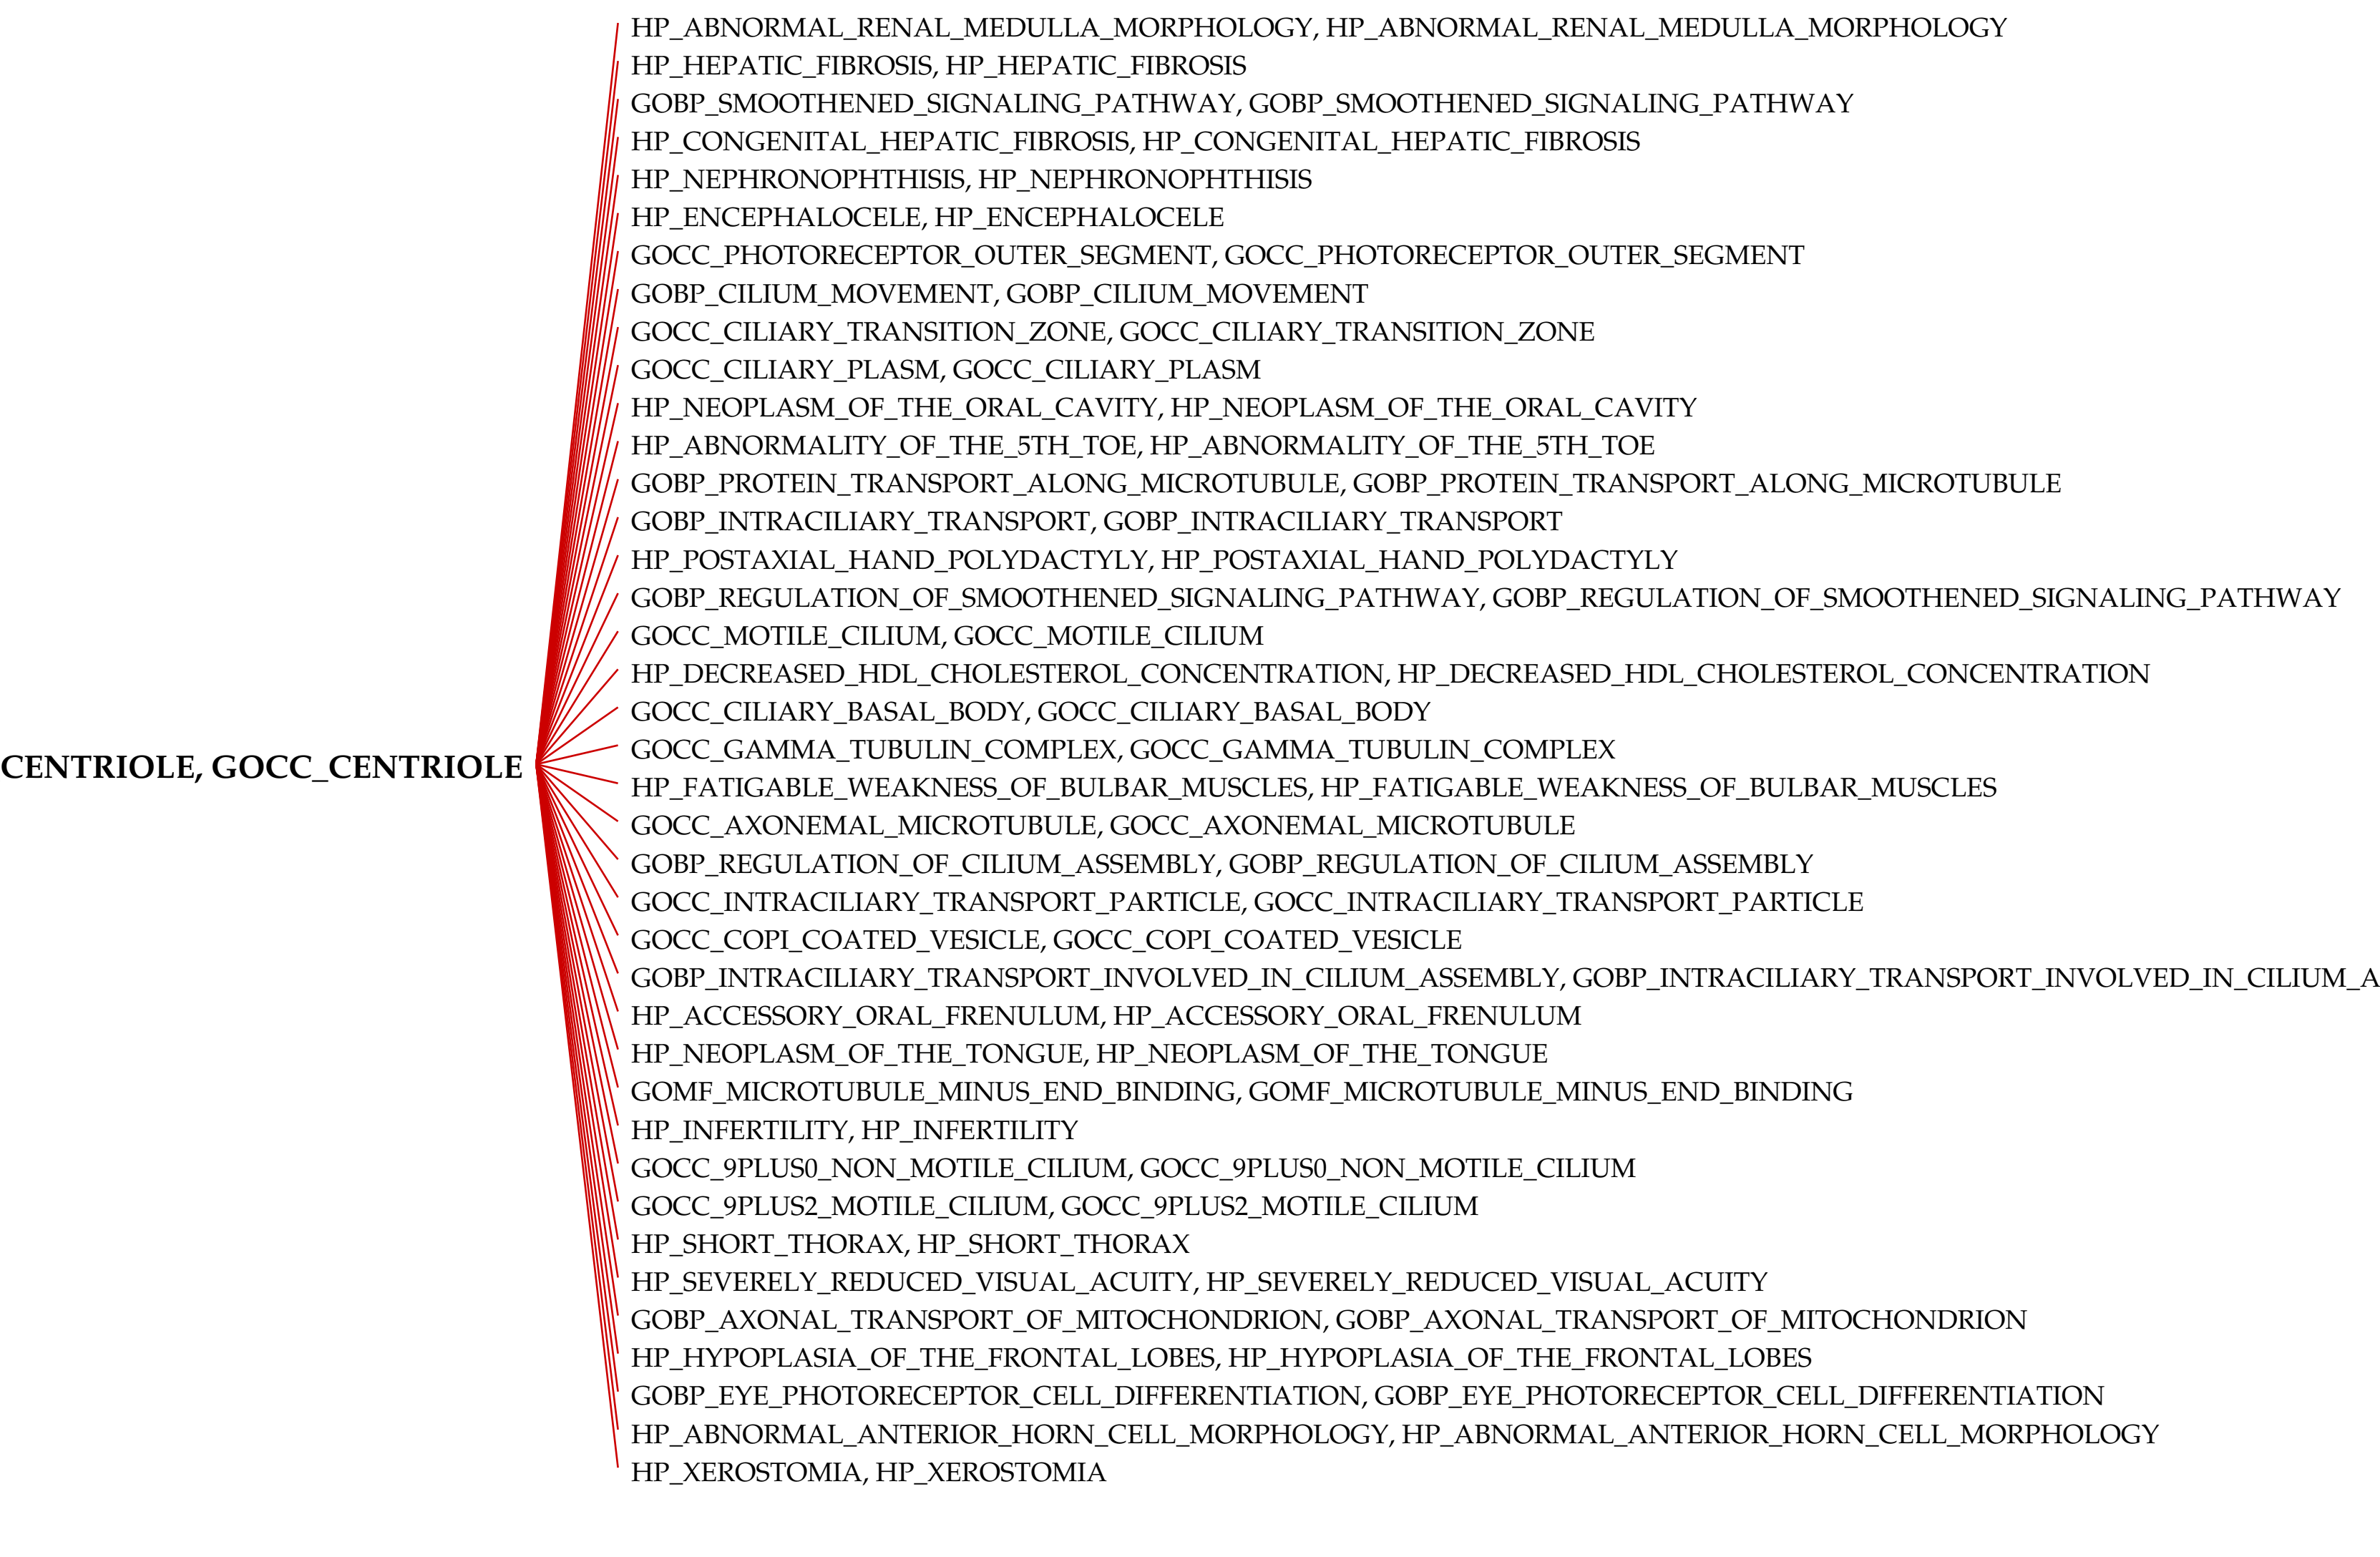 HP_ABNORMAL_RENAL_MEDULLA_MORPHOLOGY, HP_ABNORMAL_RENAL_MEDULLA_MORPHOLOGY
HP_HEPATIC_FIBROSIS, HP_HEPATIC_FIBROSIS
GOBP_SMOOTHENED_SIGNALING_PATHWAY, GOBP_SMOOTHENED_SIGNALING_PATHWAY
HP_CONGENITAL_HEPATIC_FIBROSIS, HP_CONGENITAL_HEPATIC_FIBROSIS
HP_NEPHRONOPHTHISIS, HP_NEPHRONOPHTHISIS
HP_ENCEPHALOCELE, HP_ENCEPHALOCELE
GOCC_PHOTORECEPTOR_OUTER_SEGMENT, GOCC_PHOTORECEPTOR_OUTER_SEGMENT
GOBP_CILIUM_MOVEMENT, GOBP_CILIUM_MOVEMENT
GOCC_CILIARY_TRANSITION_ZONE, GOCC_CILIARY_TRANSITION_ZONE
GOCC_CILIARY_PLASM, GOCC_CILIARY_PLASM
HP_NEOPLASM_OF_THE_ORAL_CAVITY, HP_NEOPLASM_OF_THE_ORAL_CAVITY
HP_ABNORMALITY_OF_THE_5TH_TOE, HP_ABNORMALITY_OF_THE_5TH_TOE
GOBP_PROTEIN_TRANSPORT_ALONG_MICROTUBULE, GOBP_PROTEIN_TRANSPORT_ALONG_MICROTUBULE
GOBP_INTRACILIARY_TRANSPORT, GOBP_INTRACILIARY_TRANSPORT
HP_POSTAXIAL_HAND_POLYDACTYLY, HP_POSTAXIAL_HAND_POLYDACTYLY
GOBP_REGULATION_OF_SMOOTHENED_SIGNALING_PATHWAY, GOBP_REGULATION_OF_SMOOTHENED_SIGNALING_PATHWAY
GOCC_MOTILE_CILIUM, GOCC_MOTILE_CILIUM
HP_DECREASED_HDL_CHOLESTEROL_CONCENTRATION, HP_DECREASED_HDL_CHOLESTEROL_CONCENTRATION
GOCC_CILIARY_BASAL_BODY, GOCC_CILIARY_BASAL_BODY
GOCC_GAMMA_TUBULIN_COMPLEX, GOCC_GAMMA_TUBULIN_COMPLEX
CENTRIOLE, GOCC_CENTRIOLE
HP_FATIGABLE_WEAKNESS_OF_BULBAR_MUSCLES, HP_FATIGABLE_WEAKNESS_OF_BULBAR_MUSCLES
GOCC_AXONEMAL_MICROTUBULE, GOCC_AXONEMAL_MICROTUBULE
GOBP_REGULATION_OF_CILIUM_ASSEMBLY, GOBP_REGULATION_OF_CILIUM_ASSEMBLY
GOCC_INTRACILIARY_TRANSPORT_PARTICLE, GOCC_INTRACILIARY_TRANSPORT_PARTICLE
GOCC_COPI_COATED_VESICLE, GOCC_COPI_COATED_VESICLE
GOBP_INTRACILIARY_TRANSPORT_INVOLVED_IN_CILIUM_ASSEMBLY, GOBP_INTRACILIARY_TRANSPORT_INVOLVED_IN_CILIUM_A
HP_ACCESSORY_ORAL_FRENULUM, HP_ACCESSORY_ORAL_FRENULUM
HP_NEOPLASM_OF_THE_TONGUE, HP_NEOPLASM_OF_THE_TONGUE
GOMF_MICROTUBULE_MINUS_END_BINDING, GOMF_MICROTUBULE_MINUS_END_BINDING
HP_INFERTILITY, HP_INFERTILITY
GOCC_9PLUS0_NON_MOTILE_CILIUM, GOCC_9PLUS0_NON_MOTILE_CILIUM
GOCC_9PLUS2_MOTILE_CILIUM, GOCC_9PLUS2_MOTILE_CILIUM
HP_SHORT_THORAX, HP_SHORT_THORAX
HP_SEVERELY_REDUCED_VISUAL_ACUITY, HP_SEVERELY_REDUCED_VISUAL_ACUITY
GOBP_AXONAL_TRANSPORT_OF_MITOCHONDRION, GOBP_AXONAL_TRANSPORT_OF_MITOCHONDRION
HP_HYPOPLASIA_OF_THE_FRONTAL_LOBES, HP_HYPOPLASIA_OF_THE_FRONTAL_LOBES
GOBP_EYE_PHOTORECEPTOR_CELL_DIFFERENTIATION, GOBP_EYE_PHOTORECEPTOR_CELL_DIFFERENTIATION
HP_ABNORMAL_ANTERIOR_HORN_CELL_MORPHOLOGY, HP_ABNORMAL_ANTERIOR_HORN_CELL_MORPHOLOGY
HP_XEROSTOMIA, HP_XEROSTOMIA